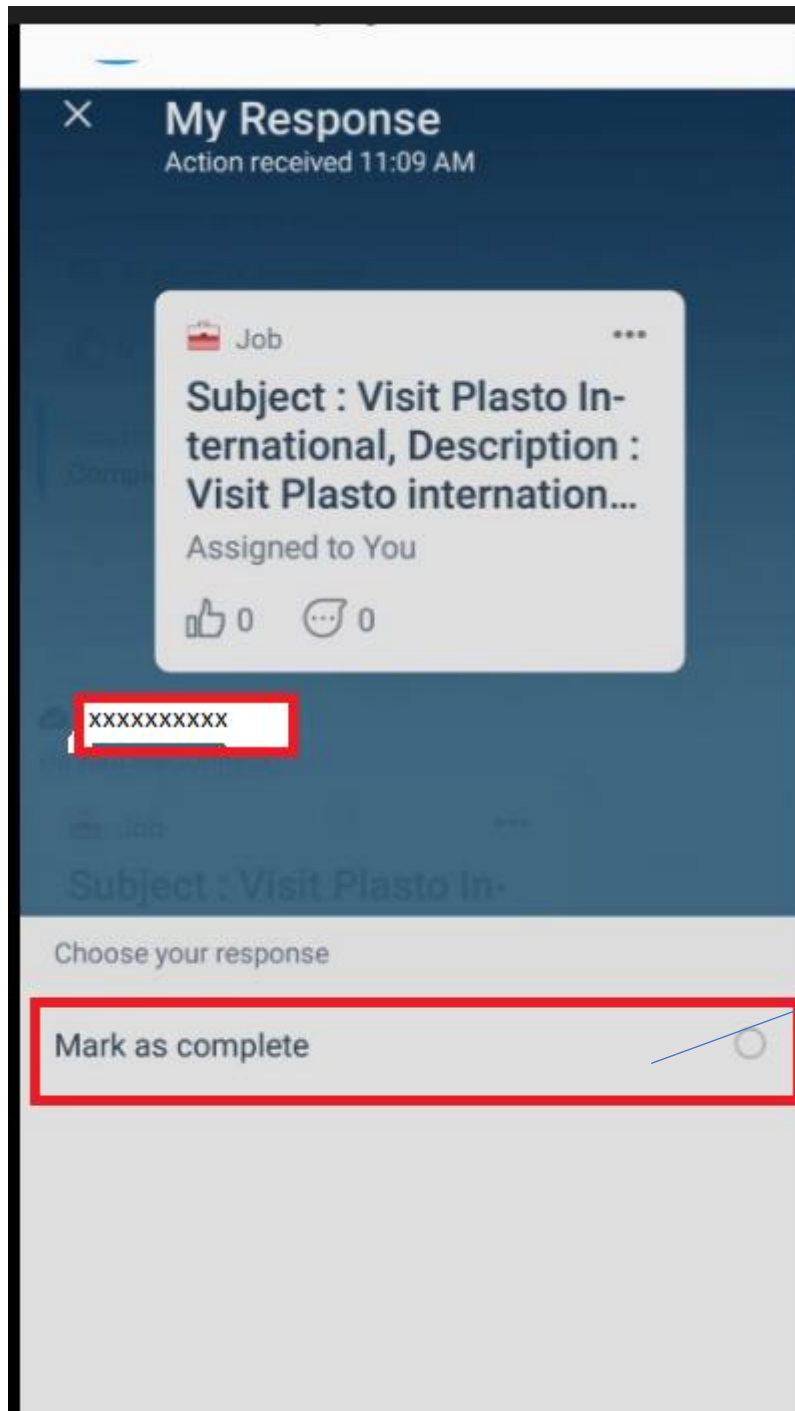 My Response
Action received 11:09 AM
Job
Subject : Visit Plasto In-
ternational, Description :
Visit Plasto internation...
Assigned to You
0 0
xxxxxxxxxx
Job
Subject : Visit Plasto In-
Choose your response
Mark as complete